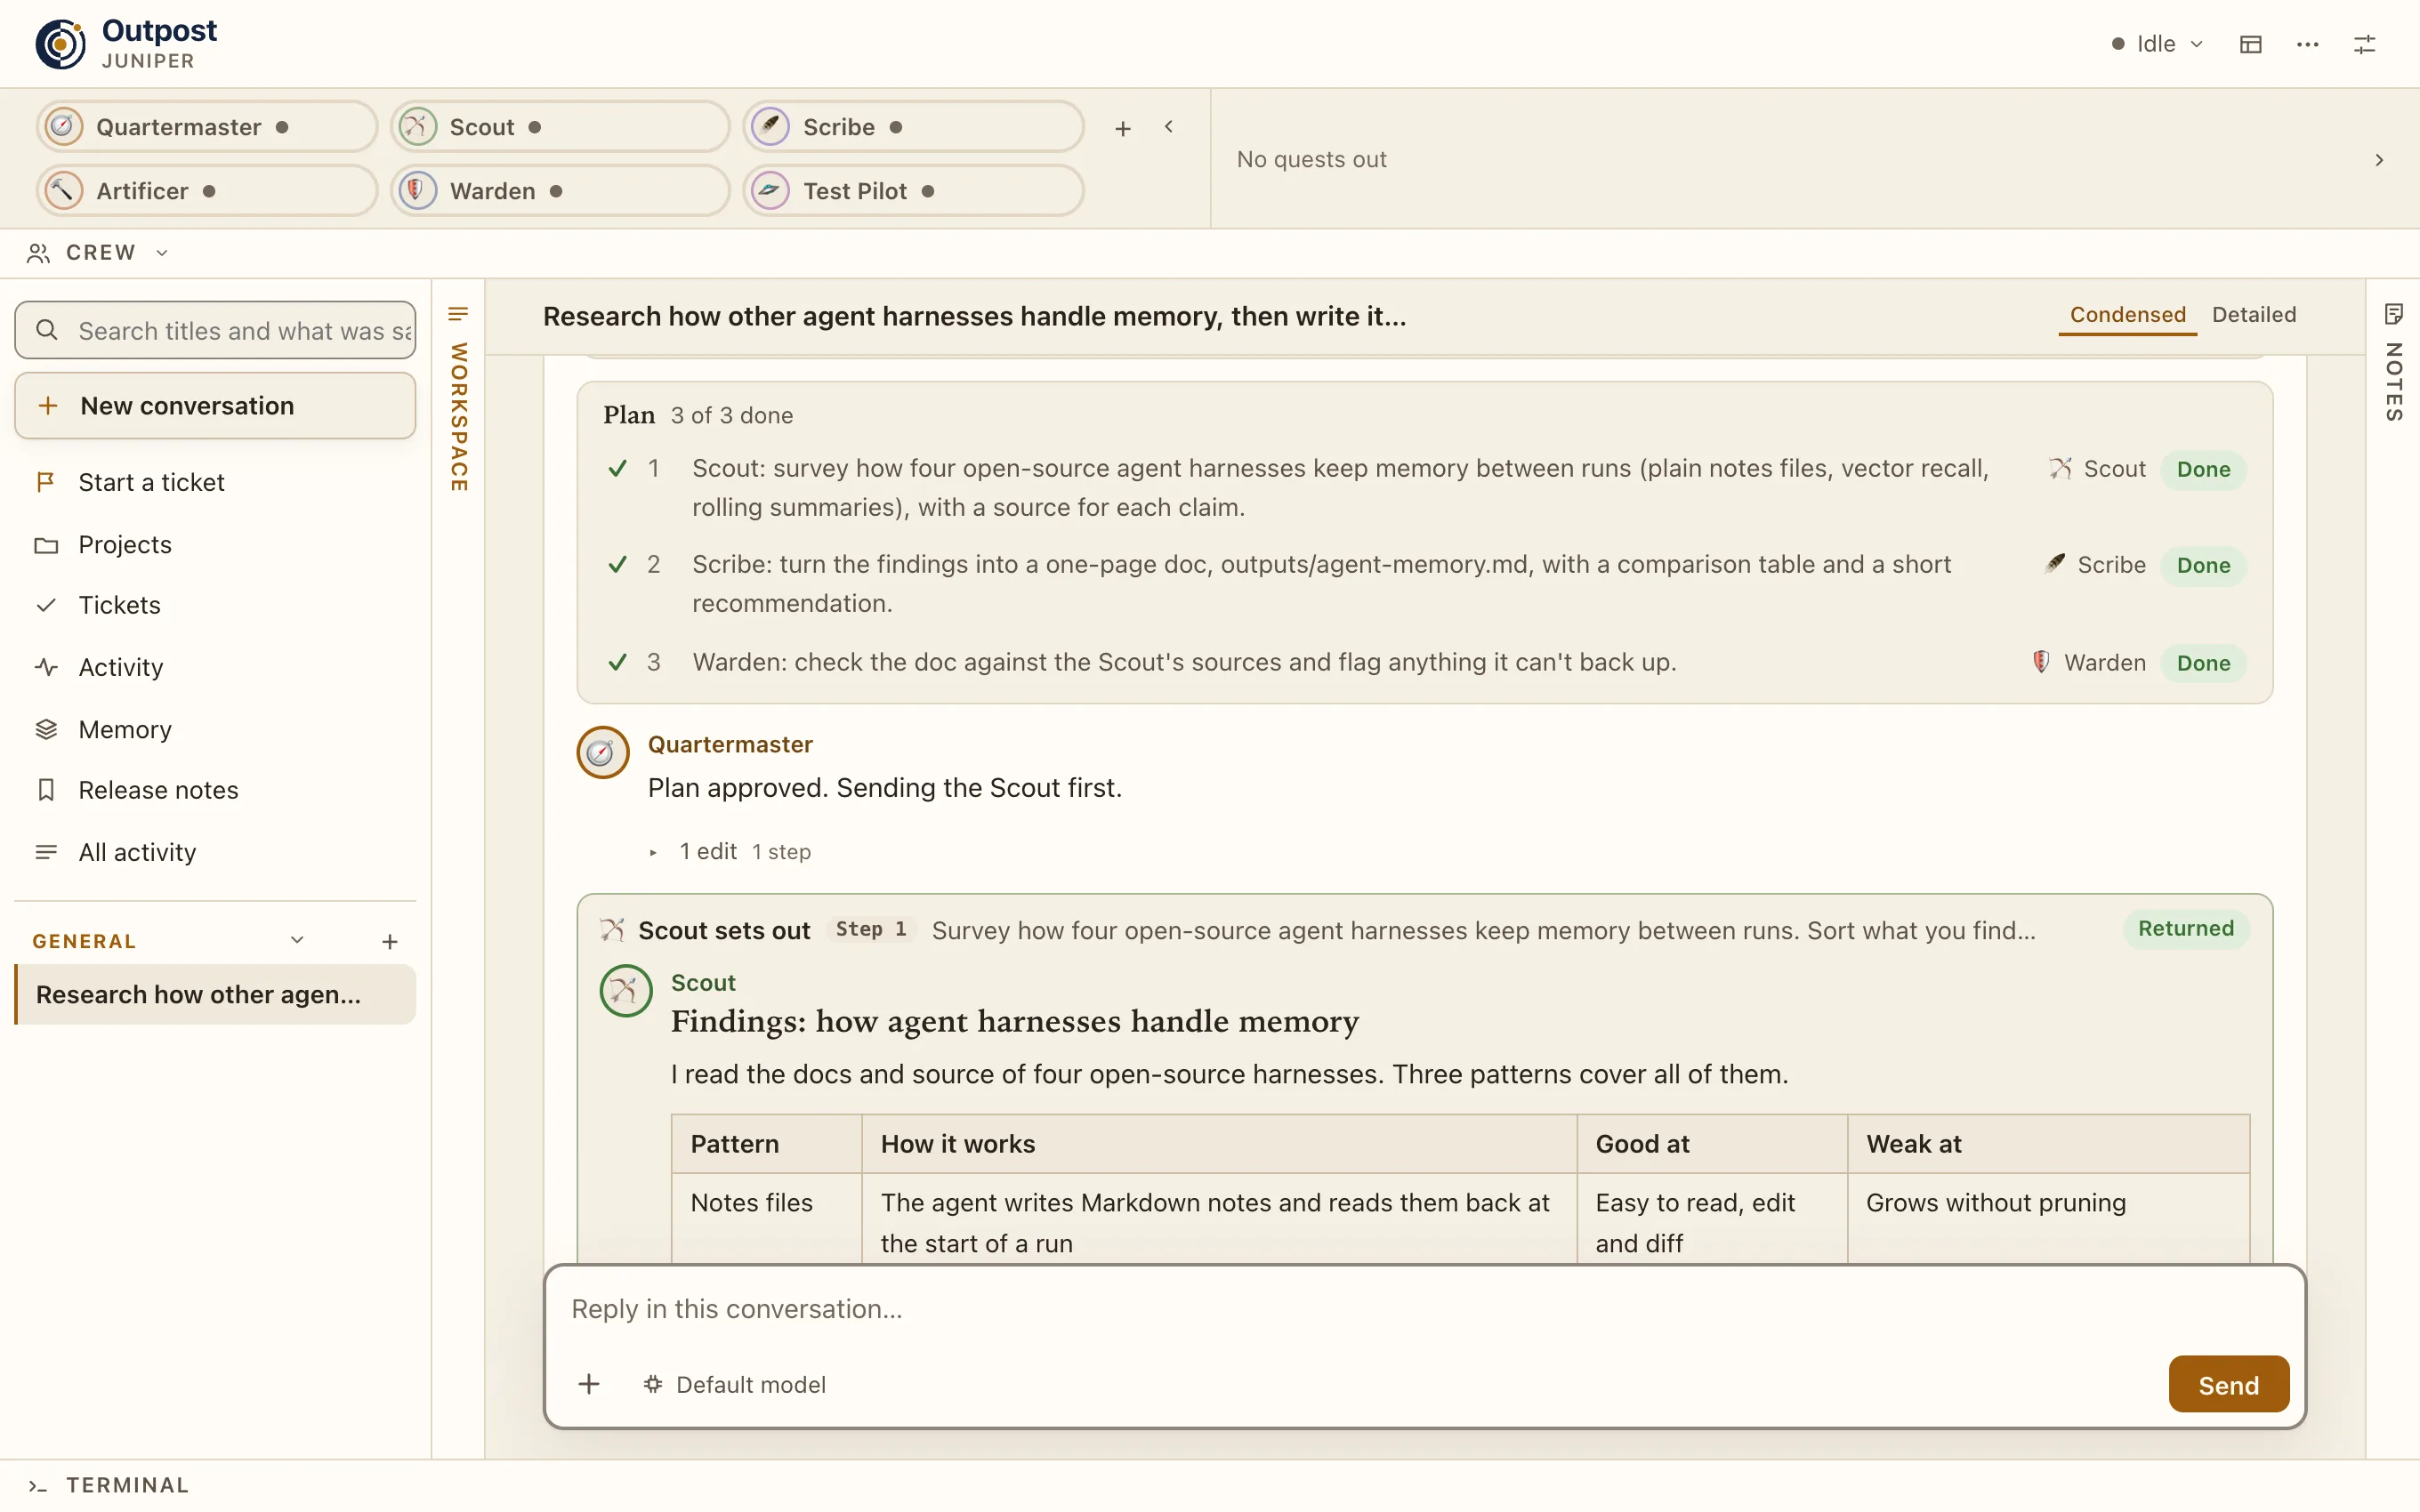 Outpost
JUNIPER
Idle
Quartermaster
Scout
Scribe
Artificer
Warden
Test Pilot
No quests out
CREW
Search titles and what was sa
New conversation
Start a ticket
Projects
Tickets
Activity
Memory
Release notes
All activity
GENERAL
Research how other agen...
WORKSPACE
Research how other agent harnesses handle memory, then write it...
Condensed
Detailed
NOTES
Plan 3 of 3 done
1 Scout: survey how four open-source agent harnesses keep memory between runs (plain notes files, vector recall,
rolling summaries), with a source for each claim.
Scout Done
2 Scribe: turn the findings into a one-page doc, outputs/agent-memory.md, with a comparison table and a short
recommendation.
Scribe Done
3 Warden: check the doc against the Scout's sources and flag anything it can't back up.
Warden Done
Quartermaster
Plan approved. Sending the Scout first.
1 edit 1 step
Scout sets out Step 1 Survey how four open-source agent harnesses keep memory between runs. Sort what you find... Returned
Scout
Findings: how agent harnesses handle memory
I read the docs and source of four open-source harnesses. Three patterns cover all of them.
Pattern How it works Good at Weak at
Notes files The agent writes Markdown notes and reads them back at Easy to read, edit Grows without pruning
the start of a run and diff
Reply in this conversation...
Default model
Send
TERMINAL